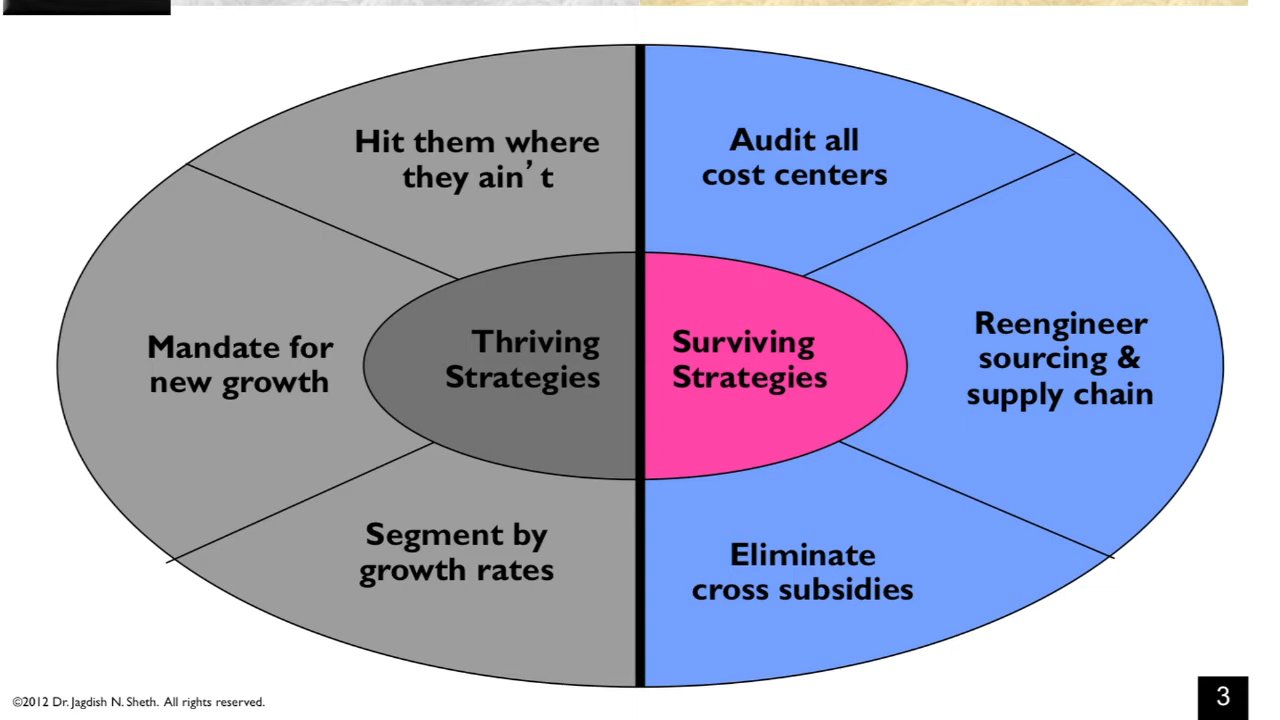 Hit them where
they ain’ t
Audit all
cost centers
Mandate for
new growth
Thriving
Strategies
Surviving
Strategies
Reengineer
sourcing &
supply chain
Segment by
growth rates
Eliminate
cross subsidies
©2012 Dr. Jagdish N. Sheth. All rights reserved.
3